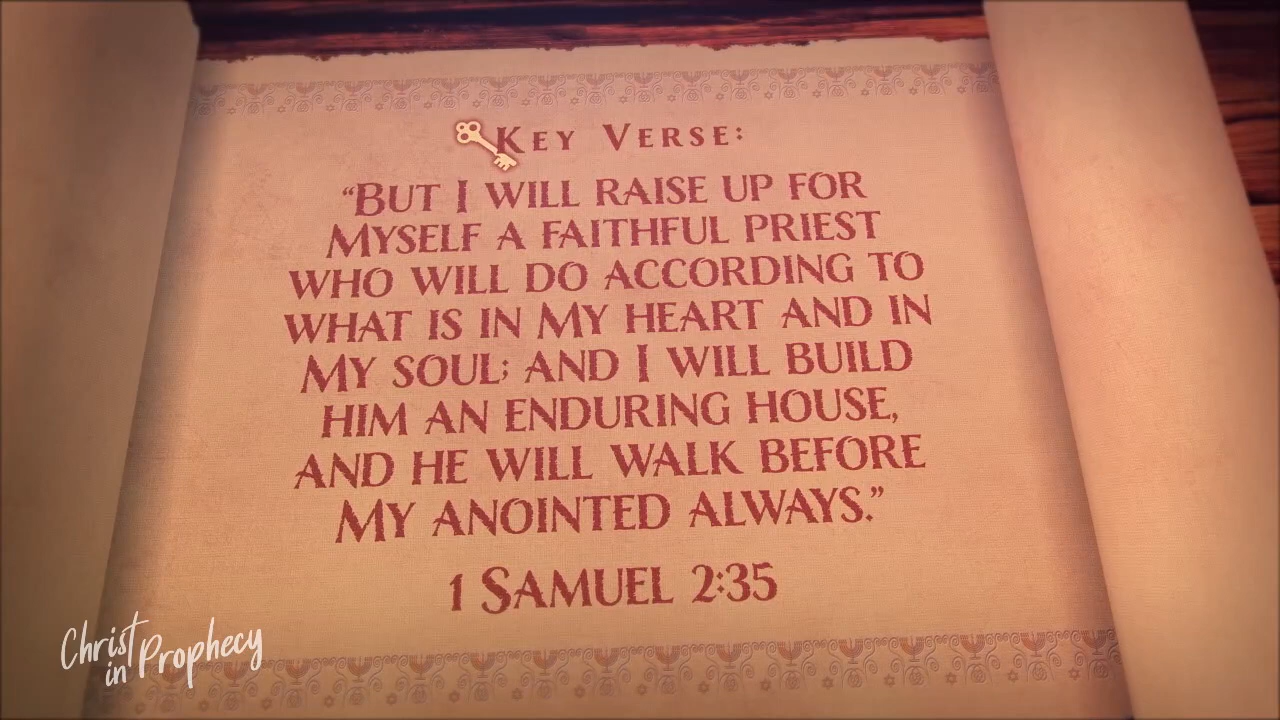 Key Verse:
“But I will raise up for
Myself a faithful priest
who will do according to
what is in My heart and in
My soul; and I will build
him an enduring house,
and he will walk before
My anointed always.”
1 Samuel 2:35
Christ
in Prophecy